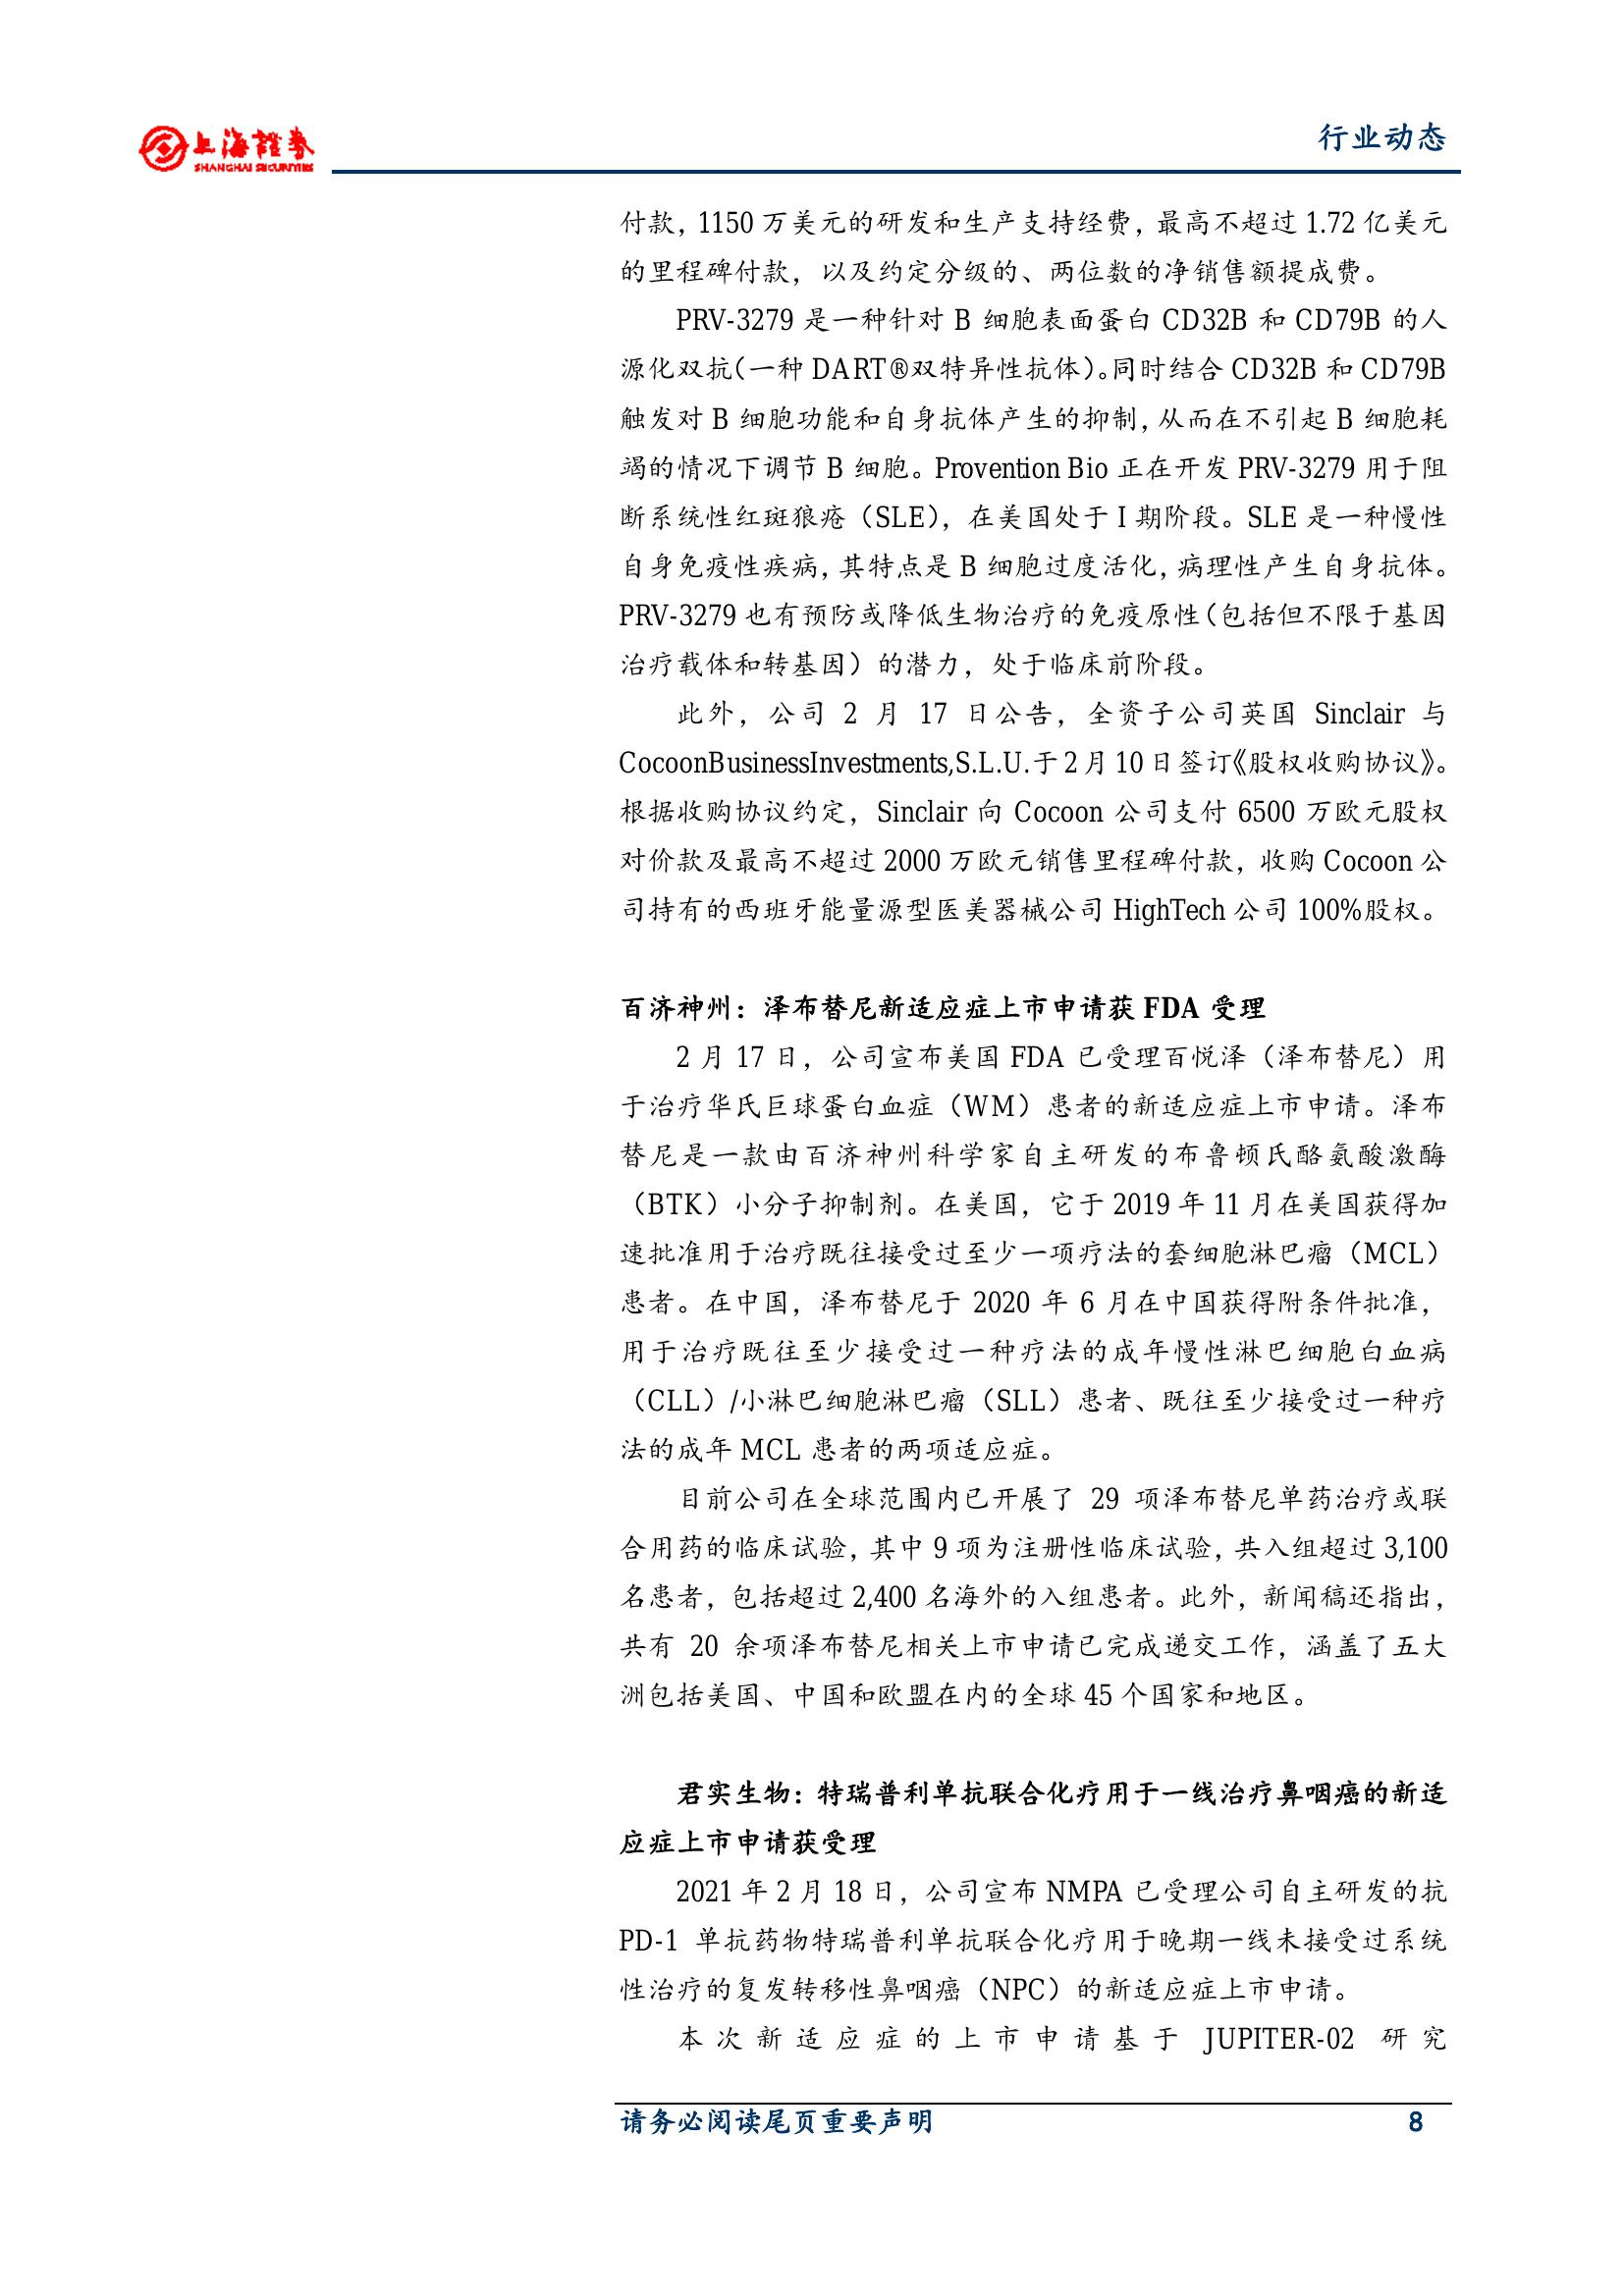 上海證券
SHANGHAI SECURITIES
行业动态
付款，1150 万美元的研发和生产支持经费，最高不超过 1.72 亿美元
的里程碑付款，以及约定分级的、两位数的净销售额提成费。
PRV-3279 是一种针对 B 细胞表面蛋白 CD32B 和 CD79B 的人
源化双抗（一种 DART®双特异性抗体）。同时结合 CD32B 和 CD79B
触发对 B 细胞功能和自身抗体产生的抑制，从而在不引起 B 细胞耗
竭的情况下调节 B 细胞。Provention Bio 正在开发 PRV-3279 用于阻
断系统性红斑狼疮（SLE），在美国处于 I 期阶段。SLE 是一种慢性
自身免疫性疾病，其特点是 B 细胞过度活化，病理性产生自身抗体。
PRV-3279 也有预防或降低生物治疗的免疫原性（包括但不限于基因
治疗载体和转基因）的潜力，处于临床前阶段。
此外，公司 2 月 17 日公告，全资子公司英国 Sinclair 与
CocoonBusinessInvestments,S.L.U.于 2 月 10 日签订《股权收购协议》。
根据收购协议约定，Sinclair 向 Cocoon 公司支付 6500 万欧元股权
对价款及最高不超过 2000 万欧元销售里程碑付款，收购 Cocoon 公
司持有的西班牙能量源型医美器械公司 HighTech 公司 100%股权。
百济神州：泽布替尼新适应症上市申请获 FDA 受理
2 月 17 日，公司宣布美国 FDA 已受理百悦泽（泽布替尼）用
于治疗华氏巨球蛋白血症（WM）患者的新适应症上市申请。泽布
替尼是一款由百济神州科学家自主研发的布鲁顿氏酪氨酸激酶
（BTK）小分子抑制剂。在美国，它于 2019 年 11 月在美国获得加
速批准用于治疗既往接受过至少一项疗法的套细胞淋巴瘤（MCL）
患者。在中国，泽布替尼于 2020 年 6 月在中国获得附条件批准，
用于治疗既往至少接受过一种疗法的成年慢性淋巴细胞白血病
（CLL）/小淋巴细胞淋巴瘤（SLL）患者、既往至少接受过一种疗
法的成年 MCL 患者的两项适应症。
目前公司在全球范围内已开展了 29 项泽布替尼单药治疗或联
合用药的临床试验，其中 9 项为注册性临床试验，共入组超过 3,100
名患者，包括超过 2,400 名海外的入组患者。此外，新闻稿还指出，
共有 20 余项泽布替尼相关上市申请已完成递交工作，涵盖了五大
洲包括美国、中国和欧盟在内的全球 45 个国家和地区。
君实生物：特瑞普利单抗联合化疗用于一线治疗鼻咽癌的新适
应症上市申请获受理
2021 年 2 月 18 日，公司宣布 NMPA 已受理公司自主研发的抗
PD-1 单抗药物特瑞普利单抗联合化疗用于晚期一线未接受过系统
性治疗的复发转移性鼻咽癌（NPC）的新适应症上市申请。
本次新适应症的上市申请基于 JUPITER-02 研究
请务必阅读尾页重要声明 8